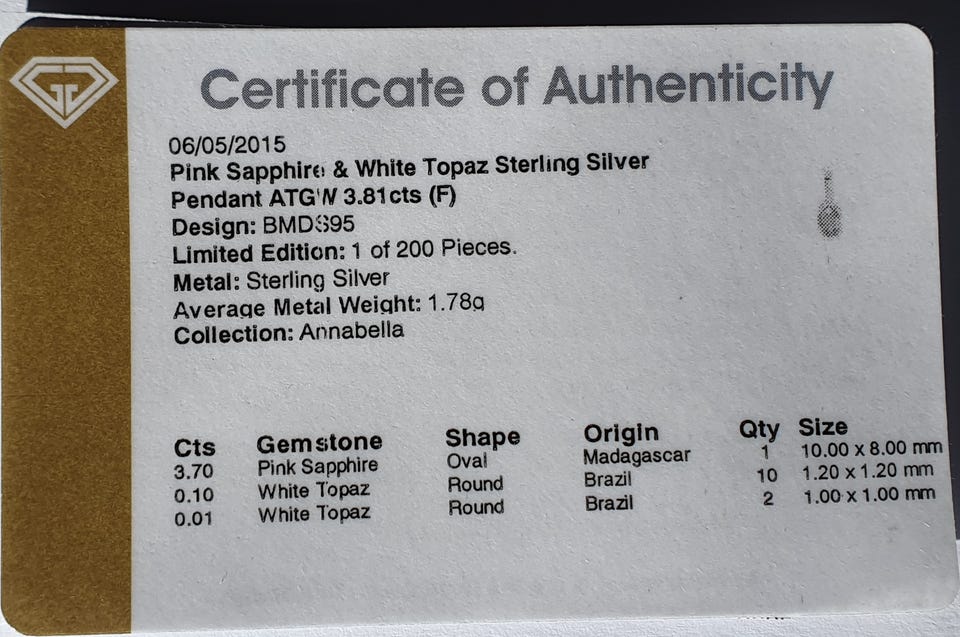 Certificate of Authenticity
06/05/2015
Pink Sapphire & White Topaz Sterling Silver
Pendant ATGW 3.81cts (F)
Design: BMDS95
Limited Edition: 1 of 200 Pieces.
Metal: Sterling Silver
Average Metal Weight: 1.78g
Collection: Annabella
Cts Gemstone Shape Origin Qty Size
3.70 Pink Sapphire Oval Madagascar 1 10.00 x 8.00 mm
0.10 White Topaz Round Brazil 10 1.20 x 1.20 mm
0.01 White Topaz Round Brazil 2 1.00 x 1.00 mm